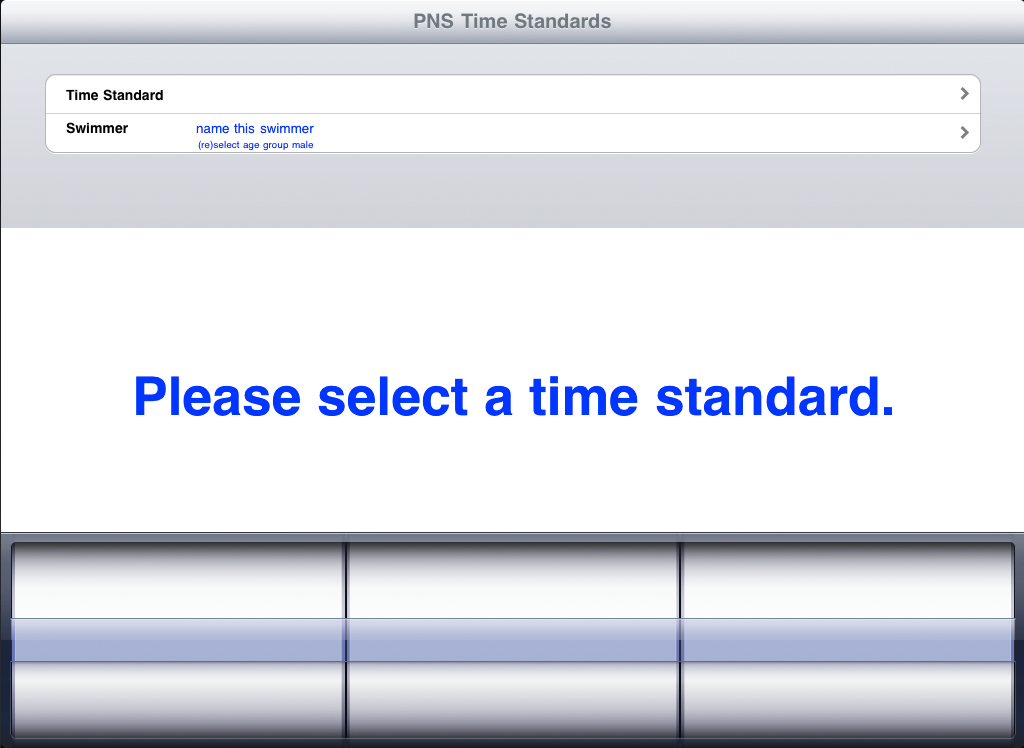 PNS Time Standards
Time Standard
Swimmer name this swimmer
(re)select age group male
Please select a time standard.